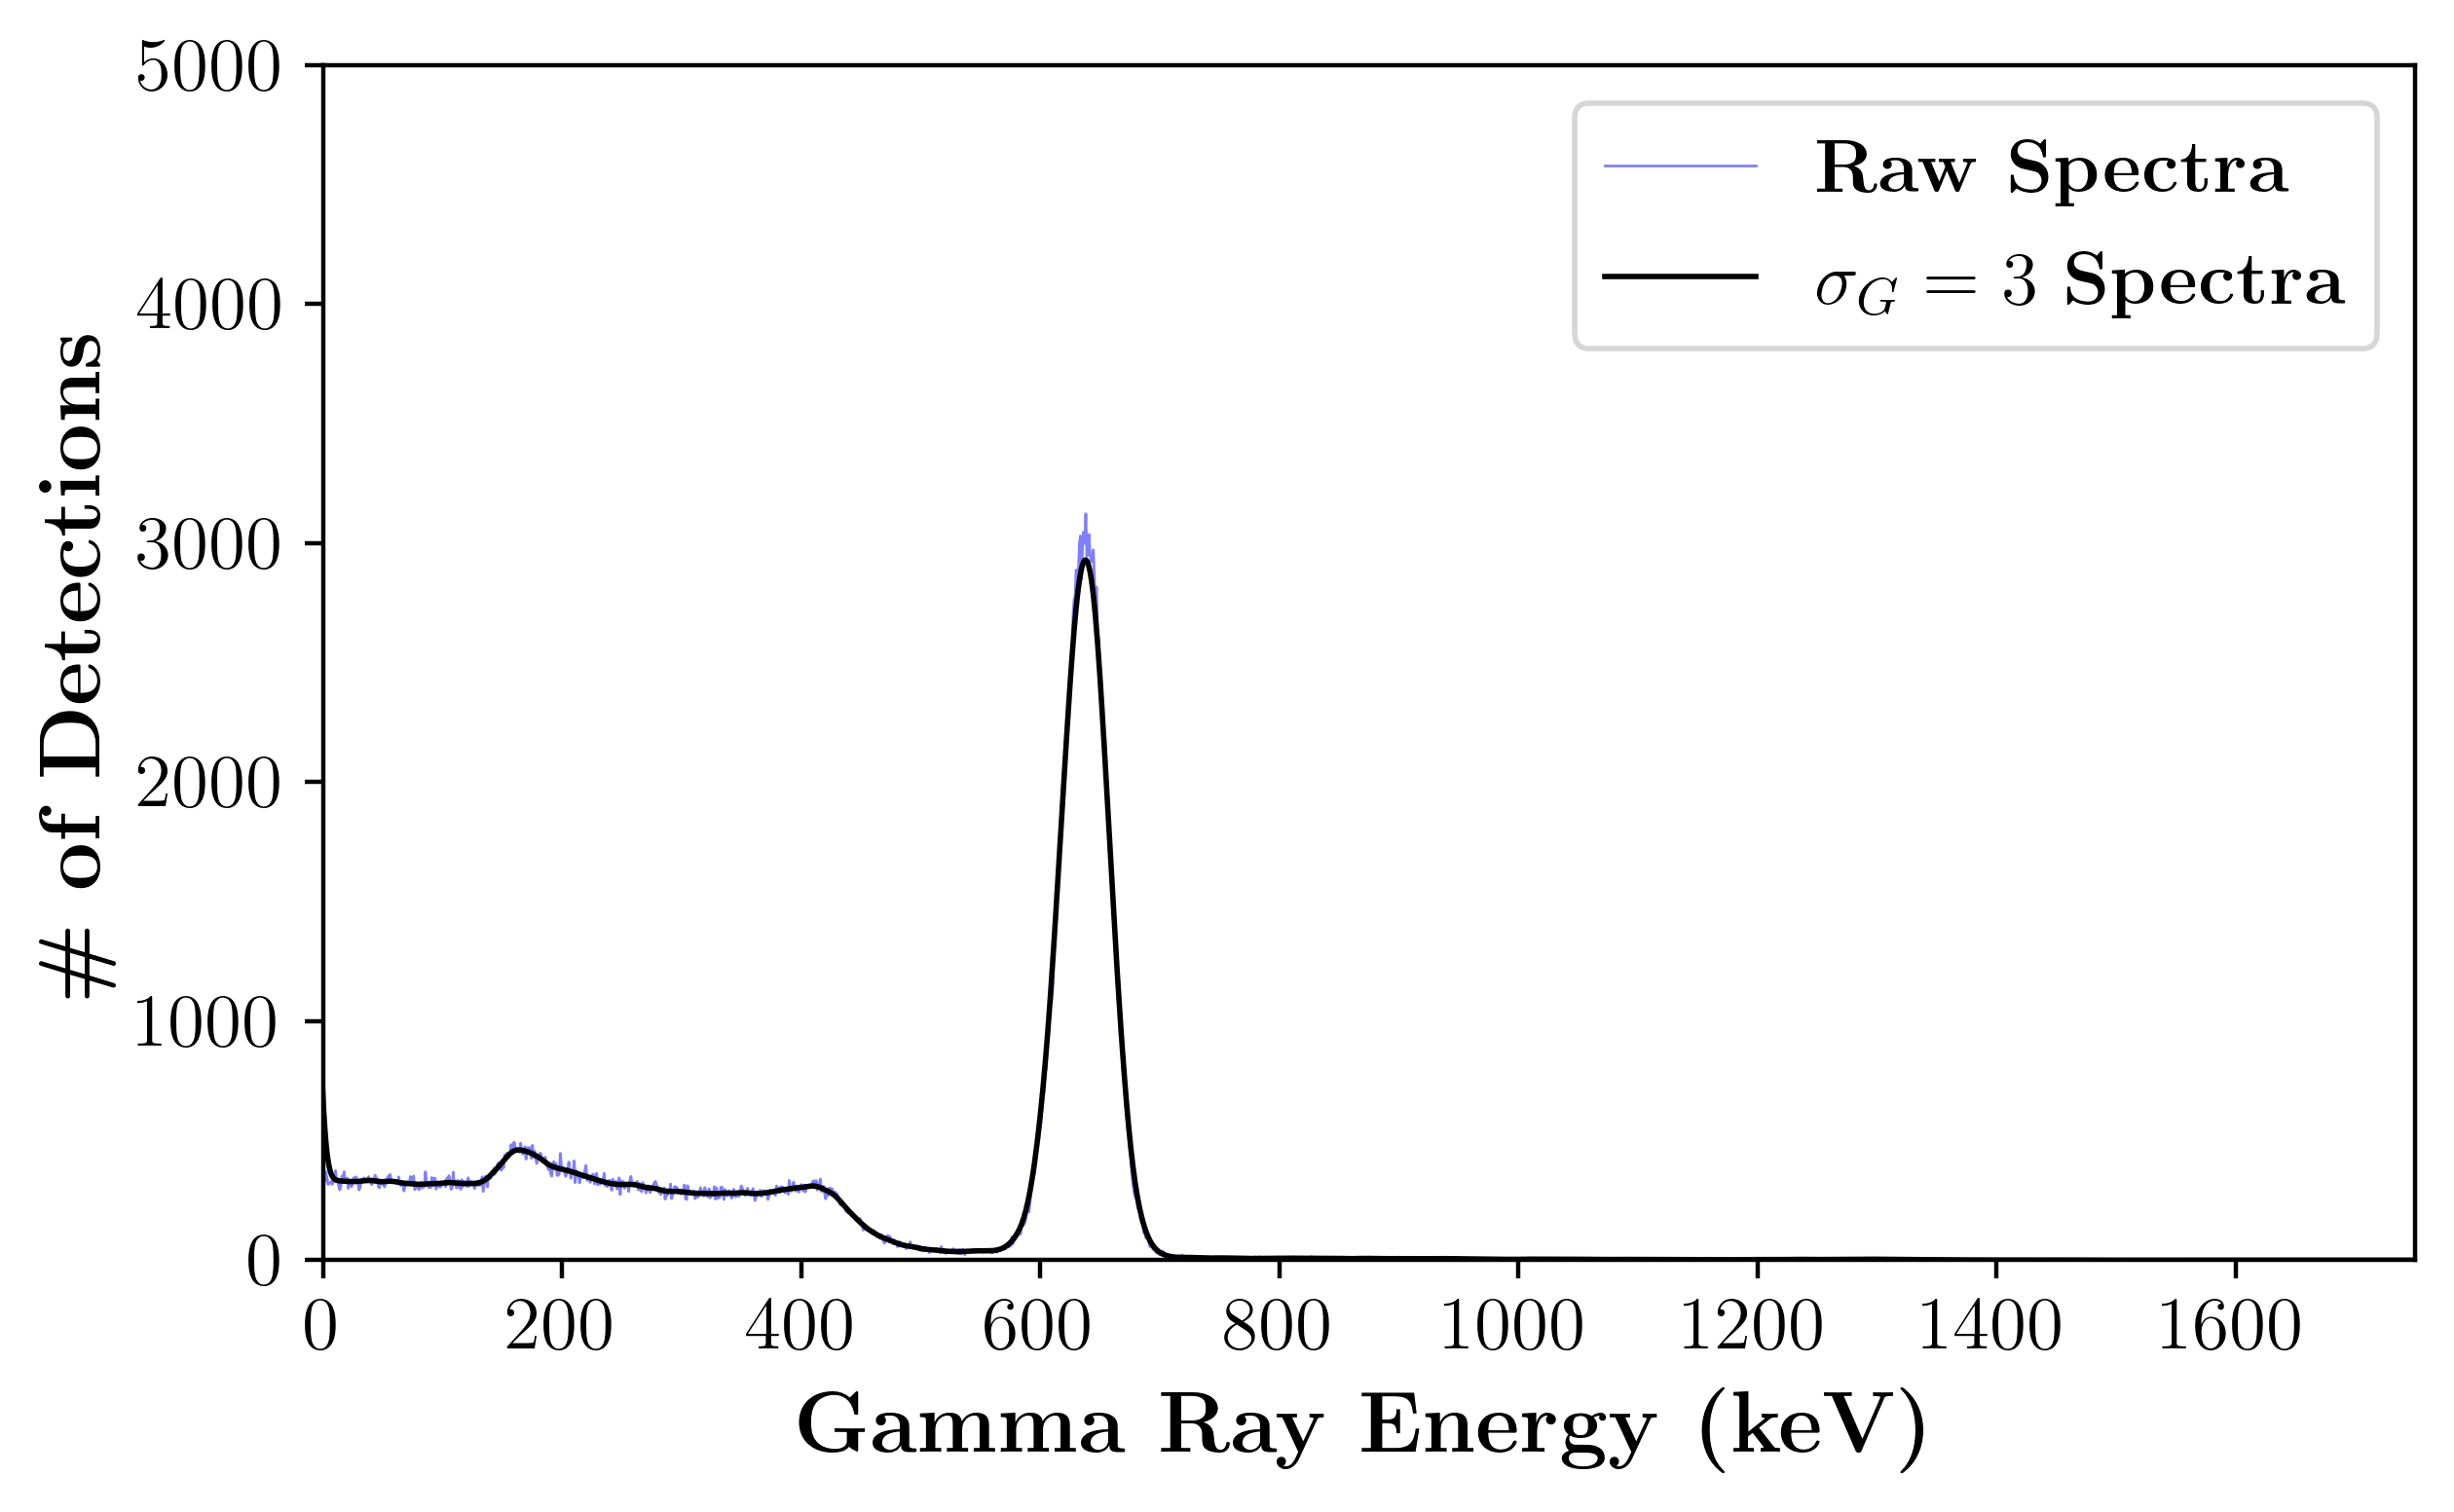 5000
4000
3000
2000
1000
0
# of Detections
Raw Spectra
σ_G = 3 Spectra
0 200 400 600 800 1000 1200 1400 1600
Gamma Ray Energy (keV)